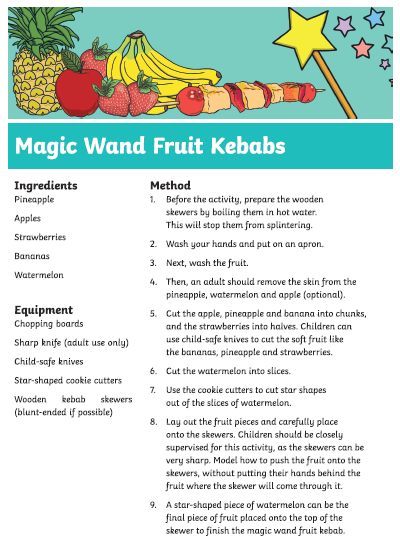 Magic Wand Fruit Kebabs
Ingredients
Pineapple
Apples
Strawberries
Bananas
Watermelon
Equipment
Chopping boards
Sharp knife (adult use only)
Child-safe knives
Star-shaped cookie cutters
Wooden kebab skewers
(blunt-ended if possible)
Method
1. Before the activity, prepare the wooden
skewers by boiling them in hot water.
This will stop them from splintering.
2. Wash your hands and put on an apron.
3. Next, wash the fruit.
4. Then, an adult should remove the skin from the
pineapple, watermelon and apple (optional).
5. Cut the apple, pineapple and banana into chunks,
and the strawberries into halves. Children can
use child-safe knives to cut the soft fruit like
the bananas, pineapple and strawberries.
6. Cut the watermelon into slices.
7. Use the cookie cutters to cut star shapes
out of the slices of watermelon.
8. Lay out the fruit pieces and carefully place
onto the skewers. Children should be closely
supervised for this activity, as the skewers can be
very sharp. Model how to push the fruit onto the
skewers, without putting their hands behind the
fruit where the skewer will come through it.
9. A star-shaped piece of watermelon can be the
final piece of fruit placed onto the top of the
skewer to finish the magic wand fruit kebab.